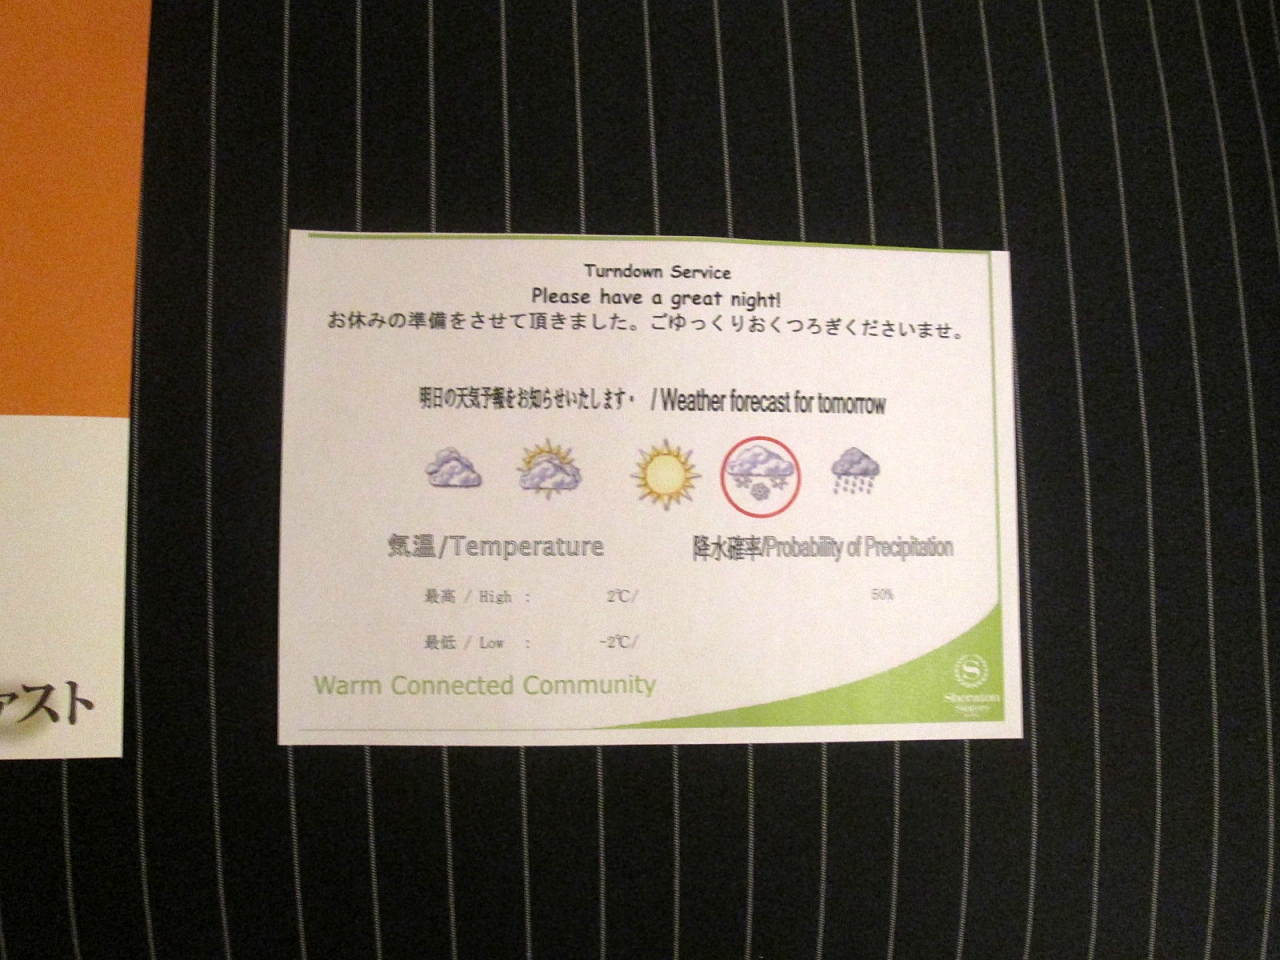 Turndown Service
Please have a great night!
お休みの準備をさせて頂きました。ごゆっくりおくつろぎくださいませ。
明日の天気予報をお知らせいたします・ / Weather forecast for tomorrow
気温/Temperature
降水確率/Probability of Precipitation
最高 / High : 2℃/
50%
最低 / Low : -2℃/
Warm Connected Community
S
Sheraton
ァスト